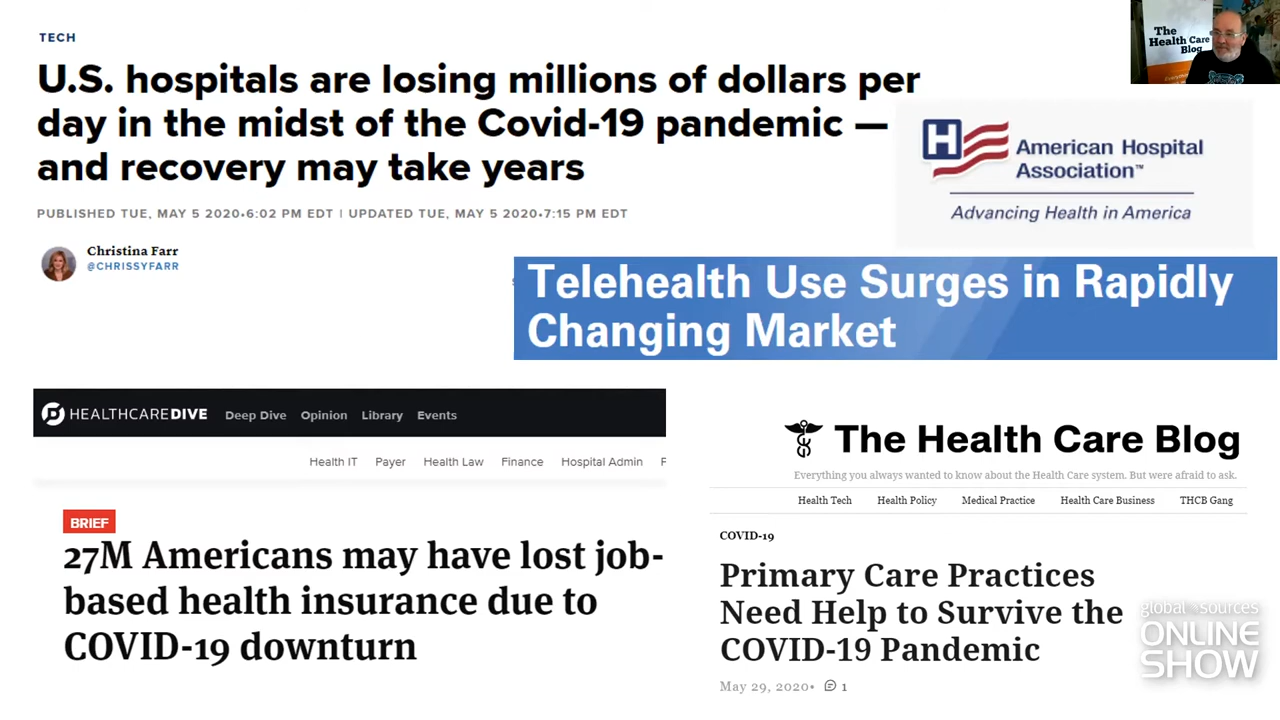 TECH
U.S. hospitals are losing millions of dollars per
day in the midst of the Covid-19 pandemic —
and recovery may take years
PUBLISHED TUE, MAY 5 2020•6:02 PM EDT | UPDATED TUE, MAY 5 2020•7:15 PM EDT
Christina Farr
@CHRISSYFARR
The
Health Care
Blog
H
American Hospital
Association™
Advancing Health in America
Telehealth Use Surges in Rapidly
Changing Market
HEALTHCAREDIVE Deep Dive Opinion Library Events
Health IT Payer Health Law Finance Hospital Admin F
BRIEF
27M Americans may have lost job-
based health insurance due to
COVID-19 downturn
The Health Care Blog
Everything you always wanted to know about the Health Care system. But were afraid to ask.
Health Tech Health Policy Medical Practice Health Care Business THCB Gang
COVID-19
Primary Care Practices
Need Help to Survive the
COVID-19 Pandemic
May 29, 2020• 1
global sources
ONLINE
SHOW